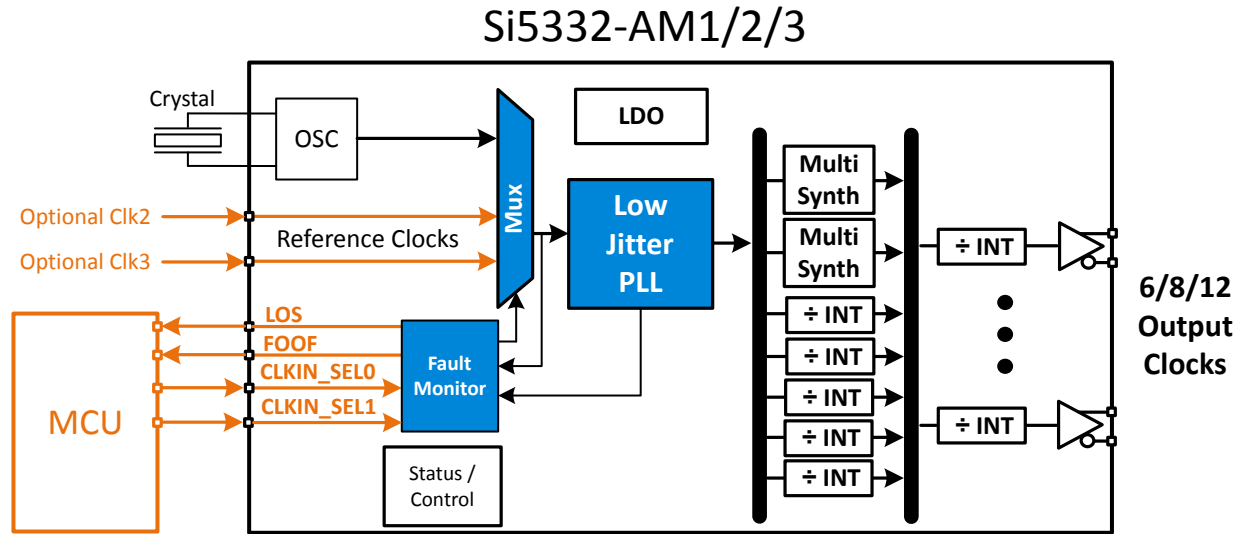 Si5332-AM1/2/3
Crystal
OSC
LDO
Mux
Low
Jitter
PLL
Multi
Synth
Multi
Synth
÷ INT
÷ INT
÷ INT
÷ INT
÷ INT
÷ INT
÷ INT
6/8/12
Output
Clocks
Optional Clk2
Reference Clocks
Optional Clk3
LOS
FOOF
CLKIN_SEL0
CLKIN_SEL1
MCU
Fault
Monitor
Status /
Control